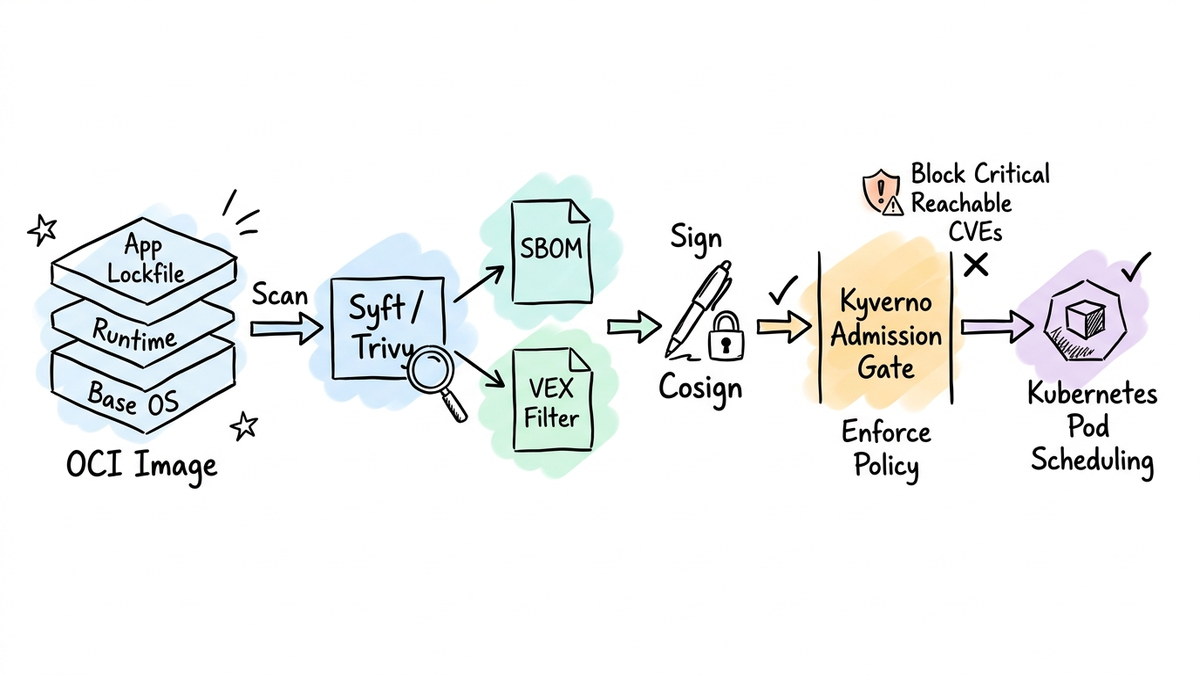 App
Lockfile
Runtime
Base OS
OCI Image
Scan
Syft /
Trivy
SBOM
VEX
Filter
Sign
Cosign
Kyverno
Admission
Gate
Enforce
Policy
Block Critical
Reachable
CVEs
Kubernetes
Pod
Scheduling